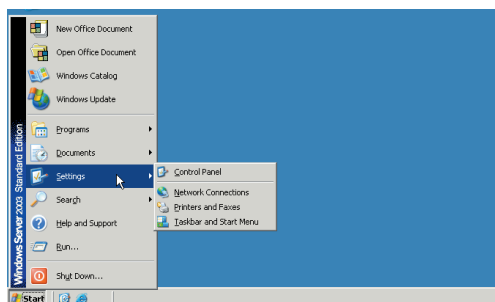 New Office Document
Open Office Document
Windows Catalog
Windows Update
Programs
Documents
Settings
Search
Help and Support
Run...
Shut Down...
Control Panel
Network Connections
Printers and Faxes
Taskbar and Start Menu
Windows Server 2003 Standard Edition
Start